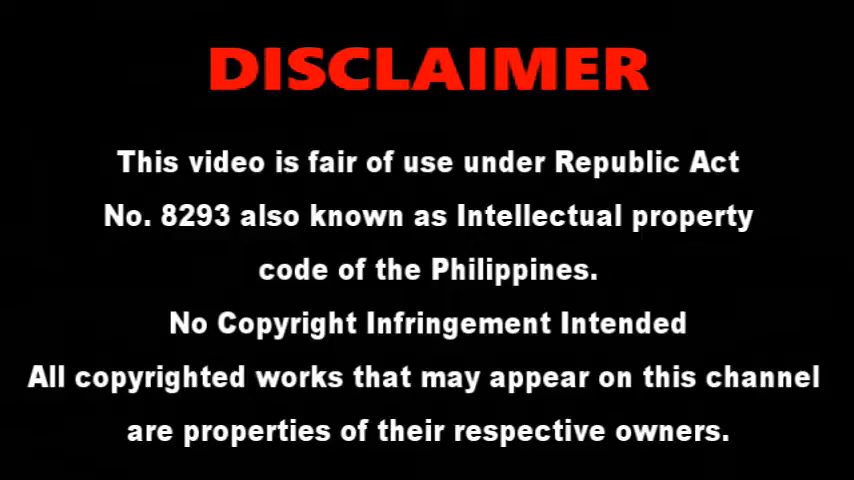 DISCLAIMER
This video is fair of use under Republic Act
No. 8293 also known as Intellectual property
code of the Philippines.
No Copyright Infringement Intended
All copyrighted works that may appear on this channel
are properties of their respective owners.